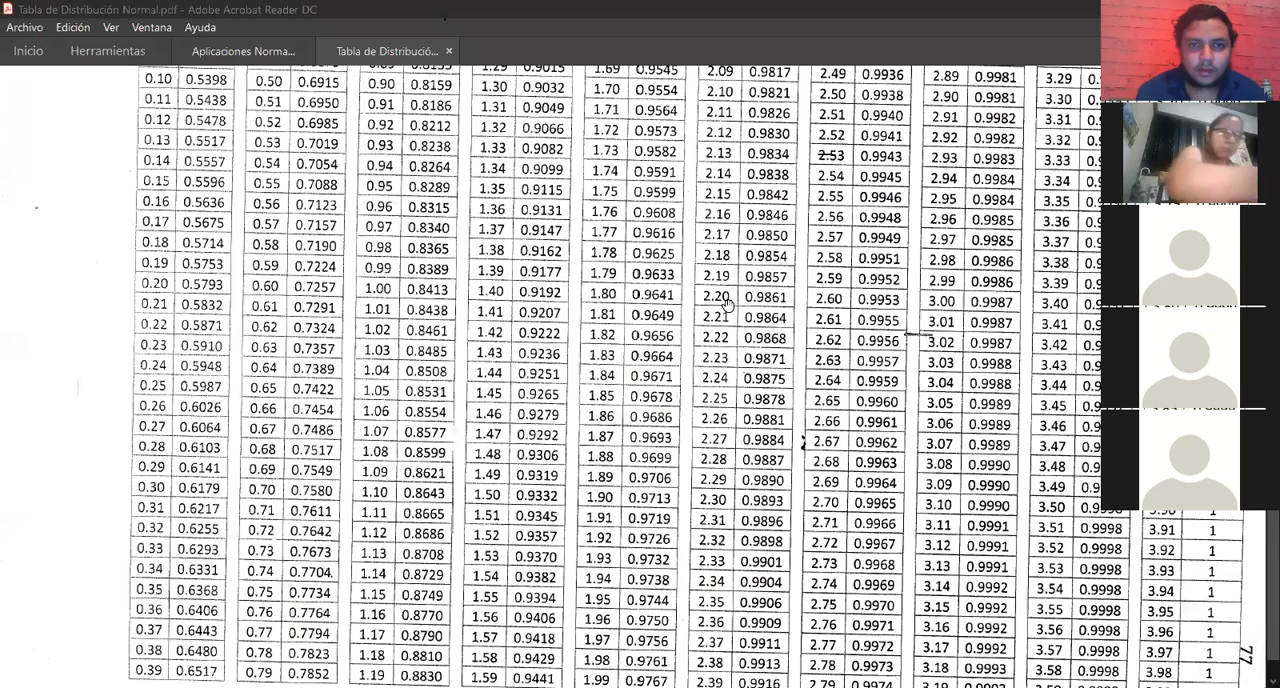 Tabla de Distribución Normal.pdf - Adobe Acrobat Reader DC
Archivo Edición Ver Ventana Ayuda
Inicio Herramientas Aplicaciones Norma... Tabla de Distribució... ×
1.29 0.9015 1.69 0.9545 2.09 0.9817 2.49 0.9936 2.89 0.9981 3.29
0.10 0.5398 0.50 0.6915 0.90 0.8159 1.30 0.9032 1.70 0.9554 2.10 0.9821 2.50 0.9938 2.90 0.9981 3.30
0.11 0.5438 0.51 0.6950 0.91 0.8186 1.31 0.9049 1.71 0.9564 2.11 0.9826 2.51 0.9940 2.91 0.9982 3.31
0.12 0.5478 0.52 0.6985 0.92 0.8212 1.32 0.9066 1.72 0.9573 2.12 0.9830 2.52 0.9941 2.92 0.9982 3.32
0.13 0.5517 0.53 0.7019 0.93 0.8238 1.33 0.9082 1.73 0.9582 2.13 0.9834 2.53 0.9943 2.93 0.9983 3.33
0.14 0.5557 0.54 0.7054 0.94 0.8264 1.34 0.9099 1.74 0.9591 2.14 0.9838 2.54 0.9945 2.94 0.9984 3.34
0.15 0.5596 0.55 0.7088 0.95 0.8289 1.35 0.9115 1.75 0.9599 2.15 0.9842 2.55 0.9946 2.95 0.9984 3.35
0.16 0.5636 0.56 0.7123 0.96 0.8315 1.36 0.9131 1.76 0.9608 2.16 0.9846 2.56 0.9948 2.96 0.9985 3.36
0.17 0.5675 0.57 0.7157 0.97 0.8340 1.37 0.9147 1.77 0.9616 2.17 0.9850 2.57 0.9949 2.97 0.9985 3.37
0.18 0.5714 0.58 0.7190 0.98 0.8365 1.38 0.9162 1.78 0.9625 2.18 0.9854 2.58 0.9951 2.98 0.9986 3.38
0.19 0.5753 0.59 0.7224 0.99 0.8389 1.39 0.9177 1.79 0.9633 2.19 0.9857 2.59 0.9952 2.99 0.9986 3.39
0.20 0.5793 0.60 0.7257 1.00 0.8413 1.40 0.9192 1.80 0.9641 2.20 0.9861 2.60 0.9953 3.00 0.9987 3.40
0.21 0.5832 0.61 0.7291 1.01 0.8438 1.41 0.9207 1.81 0.9649 2.21 0.9864 2.61 0.9955 3.01 0.9987 3.41
0.22 0.5871 0.62 0.7324 1.02 0.8461 1.42 0.9222 1.82 0.9656 2.22 0.9868 2.62 0.9956 3.02 0.9987 3.42
0.23 0.5910 0.63 0.7357 1.03 0.8485 1.43 0.9236 1.83 0.9664 2.23 0.9871 2.63 0.9957 3.03 0.9988 3.43
0.24 0.5948 0.64 0.7389 1.04 0.8508 1.44 0.9251 1.84 0.9671 2.24 0.9875 2.64 0.9959 3.04 0.9988 3.44
0.25 0.5987 0.65 0.7422 1.05 0.8531 1.45 0.9265 1.85 0.9678 2.25 0.9878 2.65 0.9960 3.05 0.9989 3.45
0.26 0.6026 0.66 0.7454 1.06 0.8554 1.46 0.9279 1.86 0.9686 2.26 0.9881 2.66 0.9961 3.06 0.9989 3.46
0.27 0.6064 0.67 0.7486 1.07 0.8577 1.47 0.9292 1.87 0.9693 2.27 0.9884 2.67 0.9962 3.07 0.9989 3.47
0.28 0.6103 0.68 0.7517 1.08 0.8599 1.48 0.9306 1.88 0.9699 2.28 0.9887 2.68 0.9963 3.08 0.9990 3.48
0.29 0.6141 0.69 0.7549 1.09 0.8621 1.49 0.9319 1.89 0.9706 2.29 0.9890 2.69 0.9964 3.09 0.9990 3.49
0.30 0.6179 0.70 0.7580 1.10 0.8643 1.50 0.9332 1.90 0.9713 2.30 0.9893 2.70 0.9965 3.10 0.9990 3.50
0.31 0.6217 0.71 0.7611 1.11 0.8665 1.51 0.9345 1.91 0.9719 2.31 0.9896 2.71 0.9966 3.11 0.9991 3.51 0.9998 3.91 1
0.32 0.6255 0.72 0.7642 1.12 0.8686 1.52 0.9357 1.92 0.9726 2.32 0.9898 2.72 0.9967 3.12 0.9991 3.52 0.9998 3.92 1
0.33 0.6293 0.73 0.7673 1.13 0.8708 1.53 0.9370 1.93 0.9732 2.33 0.9901 2.73 0.9968 3.13 0.9991 3.53 0.9998 3.93 1
0.34 0.6331 0.74 0.7704 1.14 0.8729 1.54 0.9382 1.94 0.9738 2.34 0.9904 2.74 0.9969 3.14 0.9992 3.54 0.9998 3.94 1
0.35 0.6368 0.75 0.7734 1.15 0.8749 1.55 0.9394 1.95 0.9744 2.35 0.9906 2.75 0.9970 3.15 0.9992 3.55 0.9998 3.95 1
0.36 0.6406 0.76 0.7764 1.16 0.8770 1.56 0.9406 1.96 0.9750 2.36 0.9909 2.76 0.9971 3.16 0.9992 3.56 0.9998 3.96 1
0.37 0.6443 0.77 0.7794 1.17 0.8790 1.57 0.9418 1.97 0.9756 2.37 0.9911 2.77 0.9972 3.17 0.9992 3.57 0.9998 3.97 1
0.38 0.6480 0.78 0.7823 1.18 0.8810 1.58 0.9429 1.98 0.9761 2.38 0.9913 2.78 0.9973 3.18 0.9993 3.58 0.9998 3.98 1
0.39 0.6517 0.79 0.7852 1.19 0.8830 1.59 0.9441 1.99 0.9767 2.39 0.9916 2.79 0.9974
77